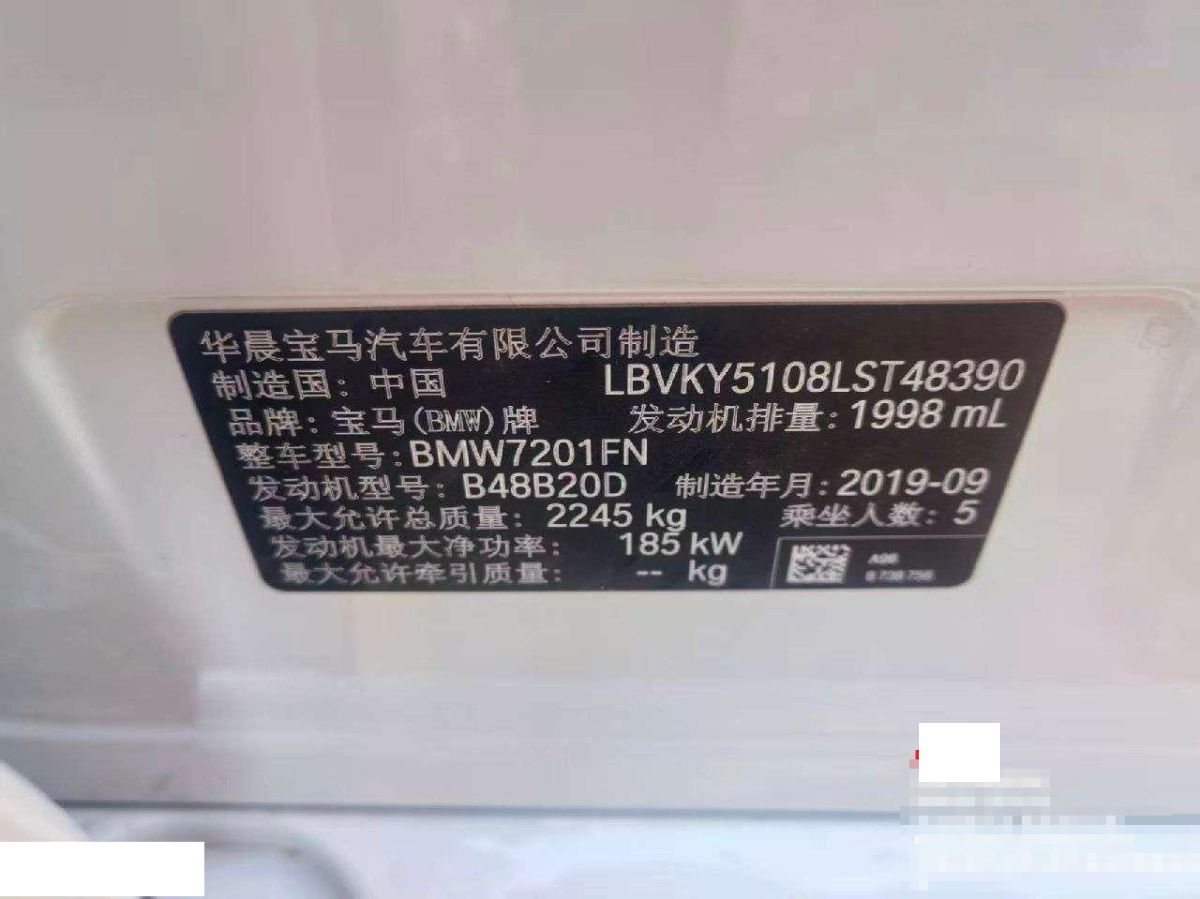 华晨宝马汽车有限公司制造
制造国：中国 LBVKY5108LST48390
品牌：宝马(BMW)牌 发动机排量：1998 mL
整车型号：BMW7201FN
发动机型号：B48B20D 制造年月：2019-09
最大允许总质量：2245 kg 乘坐人数：5
发动机最大净功率：185 kW
最大允许牵引质量：-- kg